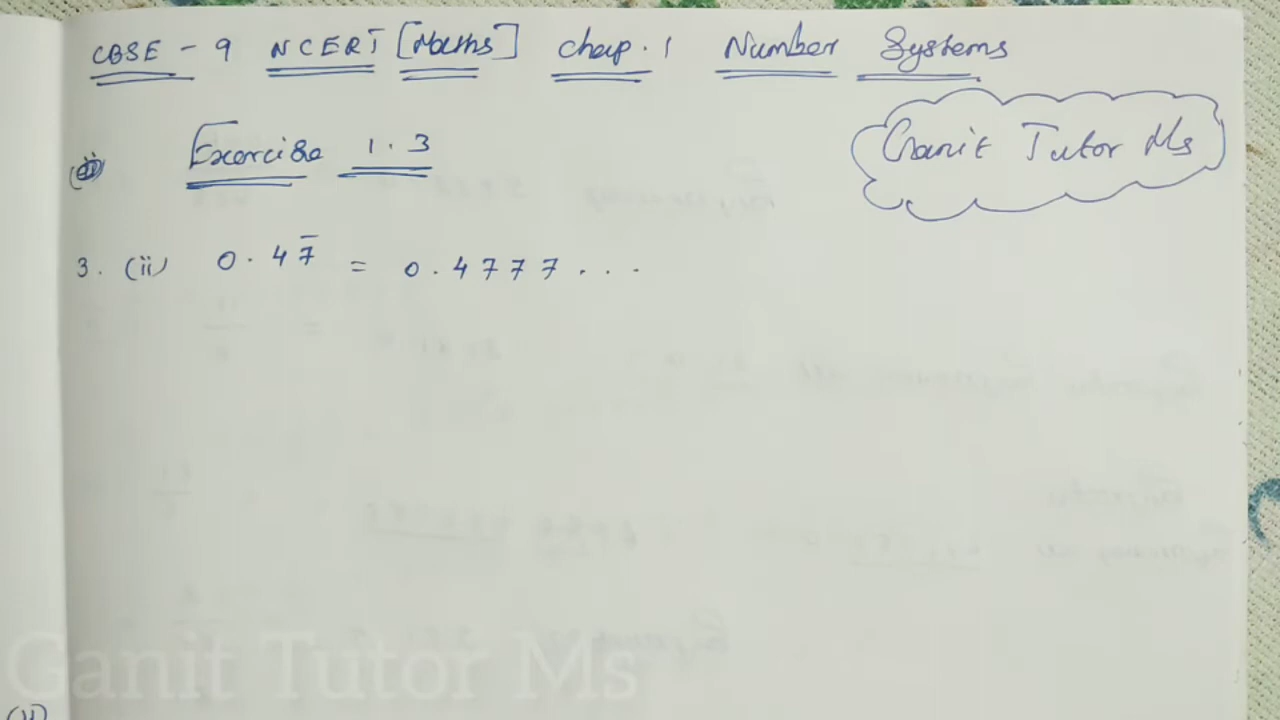 CBSE - 9 NCERT [Maths] Chap. 1 Number Systems
Ganit Tutor Ms
(ii) Exercise 1.3
3. (ii) 0.47̅ = 0.4777...
Ganit Tutor Ms